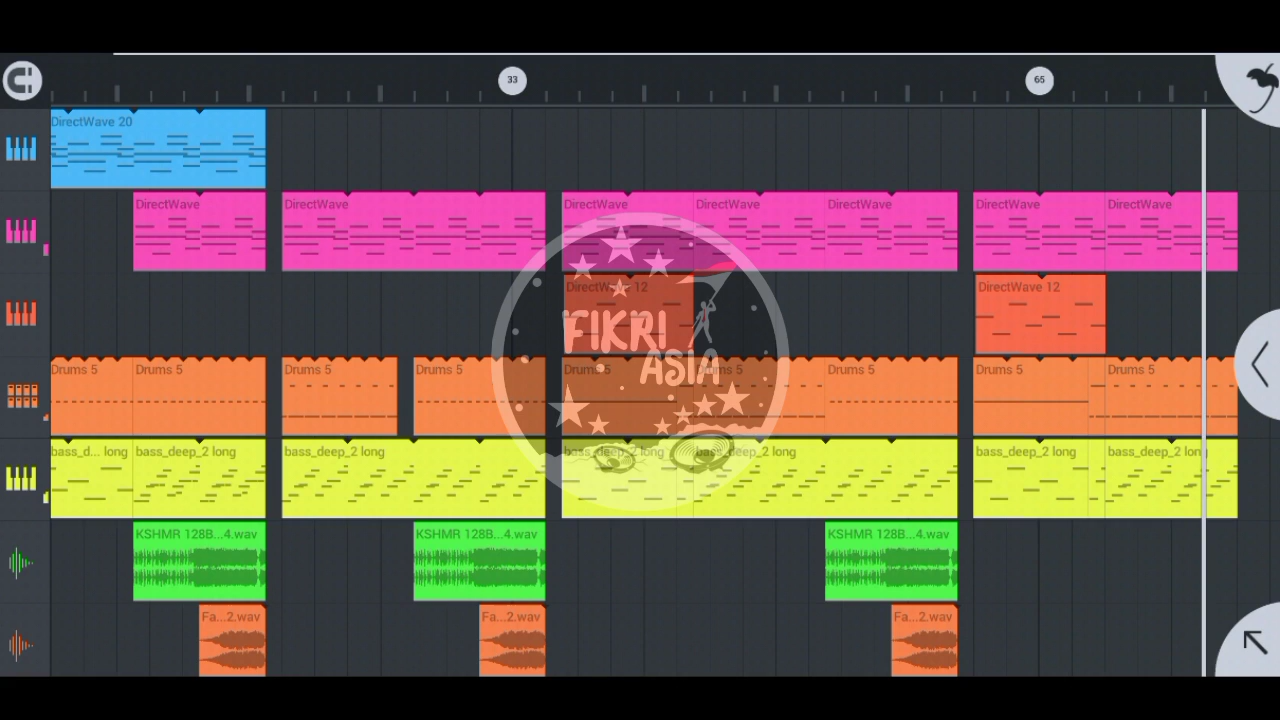 33
65
DirectWave 20
DirectWave
DirectWave
DirectWave
DirectWave
DirectWave
DirectWave
DirectWave
DirectWave 12
DirectWave 12
FIKRI
ASIA
Drums 5
Drums 5
Drums 5
Drums 5
Drums 5
Drums 5
Drums 5
Drums 5
Drums 5
bass_d... long
bass_deep_2 long
bass_deep_2 long
bass_deep_2 long
bass_deep_2 long
bass_deep_2 long
KSHMR 128B...4.wav
KSHMR 128B...4.wav
KSHMR 128B...4.wav
Fa...2.wav
Fa...2.wav
Fa...2.wav